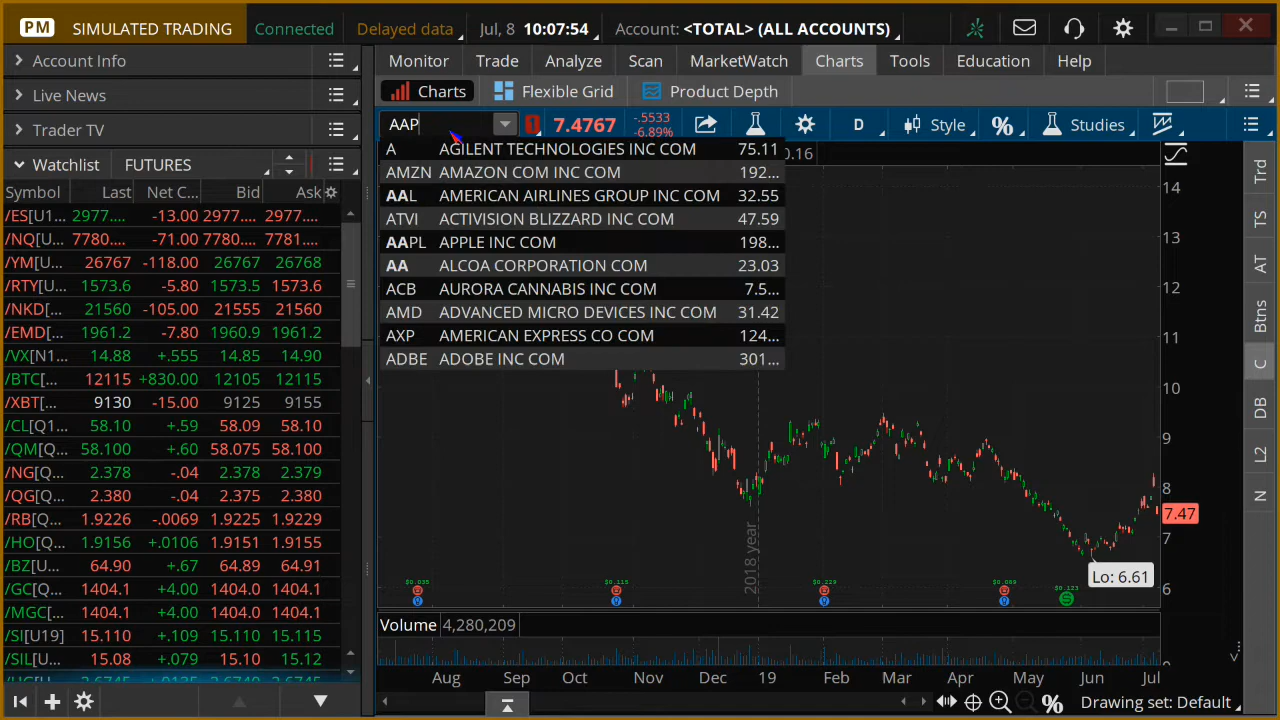 PM SIMULATED TRADING Connected Delayed data Jul, 8 10:07:54 Account: <TOTAL> (ALL ACCOUNTS)
Account Info
Live News
Trader TV
Watchlist FUTURES
Symbol Last Net C... Bid Ask
/ES[U1... 2977.... -13.00 2977.... 2977....
/NQ[U... 7780.... -71.00 7780.... 7781....
/YM[U... 26767 -118.00 26767 26768
/RTY[U... 1573.6 -5.80 1573.5 1573.6
/NKD[U... 21560 -105.00 21555 21560
/EMD[... 1961.2 -7.80 1960.9 1961.2
/VX[N1... 14.88 +.555 14.85 14.90
/BTC[... 12115 +830.00 12105 12115
/XBT[... 9130 -15.00 9125 9155
/CL[Q1... 58.10 +.59 58.09 58.10
/QM[Q... 58.100 +.60 58.075 58.100
/NG[Q... 2.378 -.04 2.378 2.379
/QG[Q... 2.380 -.04 2.375 2.380
/RB[Q... 1.9226 -.0069 1.9225 1.9229
/HO[Q... 1.9156 +.0106 1.9151 1.9155
/BZ[U... 64.90 +.67 64.89 64.91
/GC[Q... 1404.1 +4.00 1404.0 1404.1
/MGC[... 1404.1 +4.00 1404.0 1404.1
/SI[U19] 15.110 +.109 15.110 15.115
/SIL[U... 15.08 +.079 15.10 15.12
Monitor Trade Analyze Scan MarketWatch Charts Tools Education Help
Charts Flexible Grid Product Depth
AAP 1 7.4767 -.5533 -6.89% D Style % Studies
0.16
A AGILENT TECHNOLOGIES INC COM 75.11
AMZN AMAZON COM INC COM 192...
AAL AMERICAN AIRLINES GROUP INC COM 32.55
ATVI ACTIVISION BLIZZARD INC COM 47.59
AAPL APPLE INC COM 198...
AA ALCOA CORPORATION COM 23.03
ACB AURORA CANNABIS INC COM 7.5...
AMD ADVANCED MICRO DEVICES INC COM 31.42
AXP AMERICAN EXPRESS CO COM 124...
ADBE ADOBE INC COM 301...
14
13
12
11
10
9
8
7.47
7
6
2018 year
Lo: 6.61
$0.035 $0.115 $0.229 $0.099 $0.123
Volume 4,280,209
Aug Sep Oct Nov Dec 19 Feb Mar Apr May Jun Jul
% Drawing set: Default
Trd
TS
AT
Btns
C
DB
L2
N